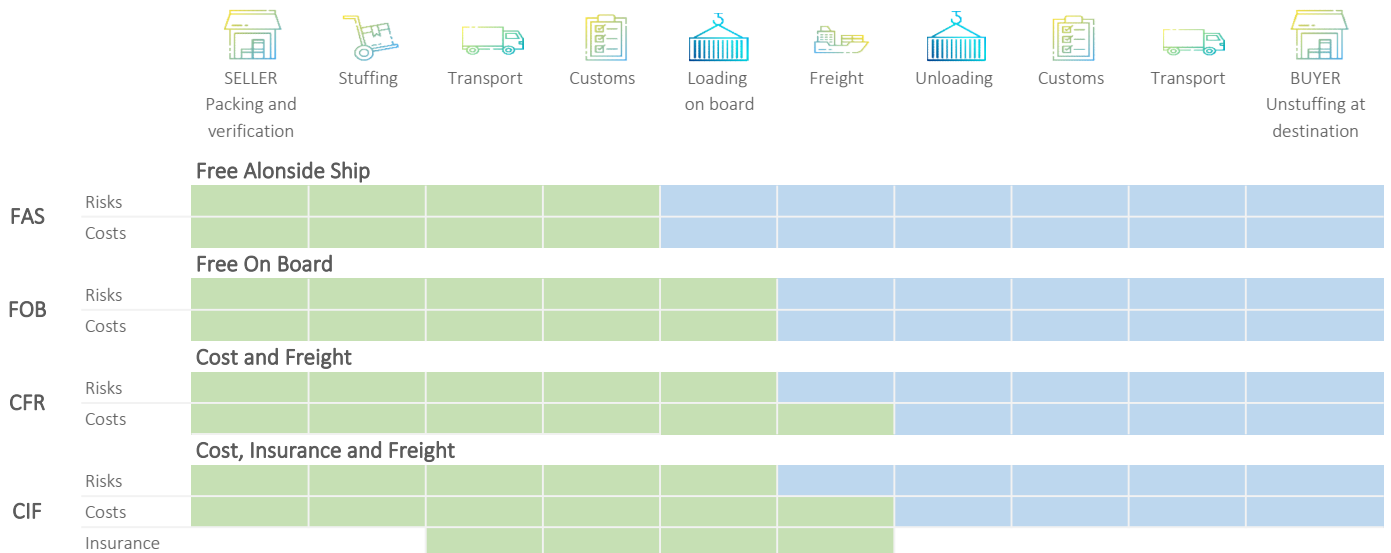 SELLER
Packing and
verification
Stuffing
Transport
Customs
Loading
on board
Freight
Unloading
Customs
Transport
BUYER
Unstuffing at
destination
Free Alonside Ship
FAS
Risks
Costs
Free On Board
FOB
Risks
Costs
Cost and Freight
CFR
Risks
Costs
Cost, Insurance and Freight
CIF
Risks
Costs
Insurance